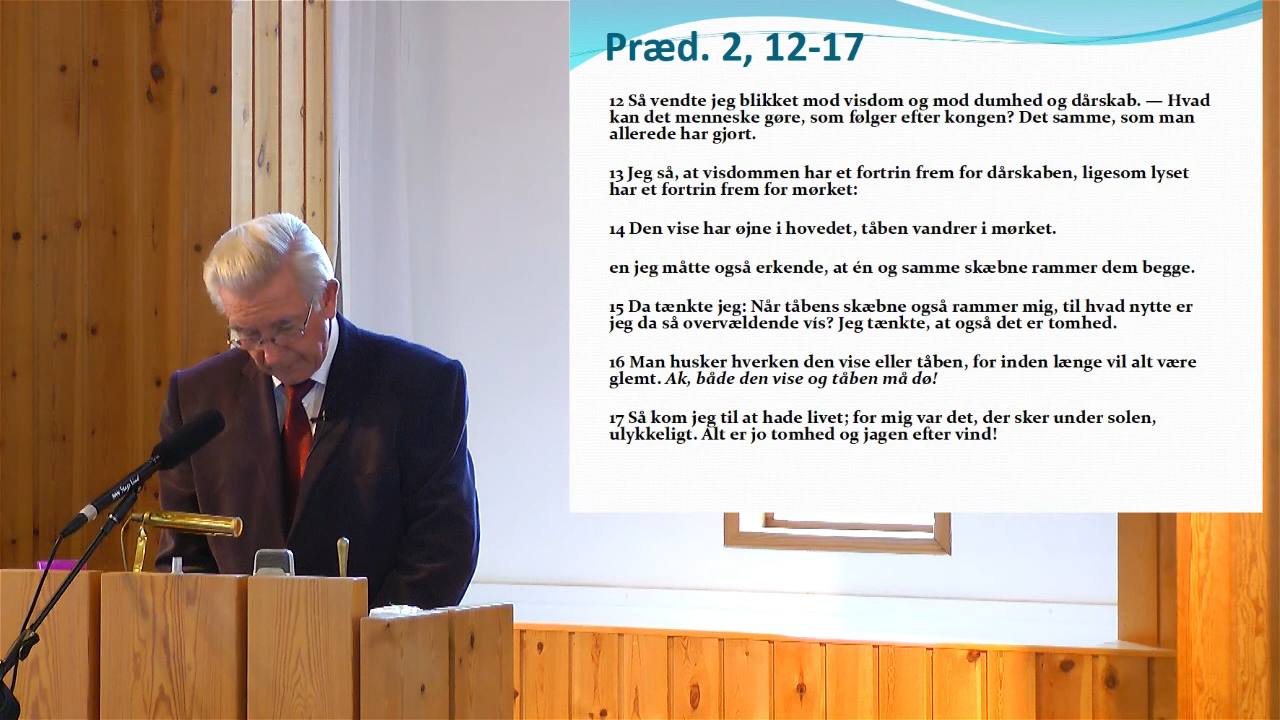 Præd. 2, 12-17
12 Så vendte jeg blikket mod visdom og mod dumhed og dårskab. — Hvad
kan det menneske gøre, som følger efter kongen? Det samme, som man
allerede har gjort.
13 Jeg så, at visdommen har et fortrin frem for dårskaben, ligesom lyset
har et fortrin frem for mørket:
14 Den vise har øjne i hovedet, tåben vandrer i mørket.
en jeg måtte også erkende, at én og samme skæbne rammer dem begge.
15 Da tænkte jeg: Når tåbens skæbne også rammer mig, til hvad nytte er
jeg da så overvældende vís? Jeg tænkte, at også det er tomhed.
16 Man husker hverken den vise eller tåben, for inden længe vil alt være
glemt. Ak, både den vise og tåben må dø!
17 Så kom jeg til at hade livet; for mig var det, der sker under solen,
ulykkeligt. Alt er jo tomhed og jagen efter vind!